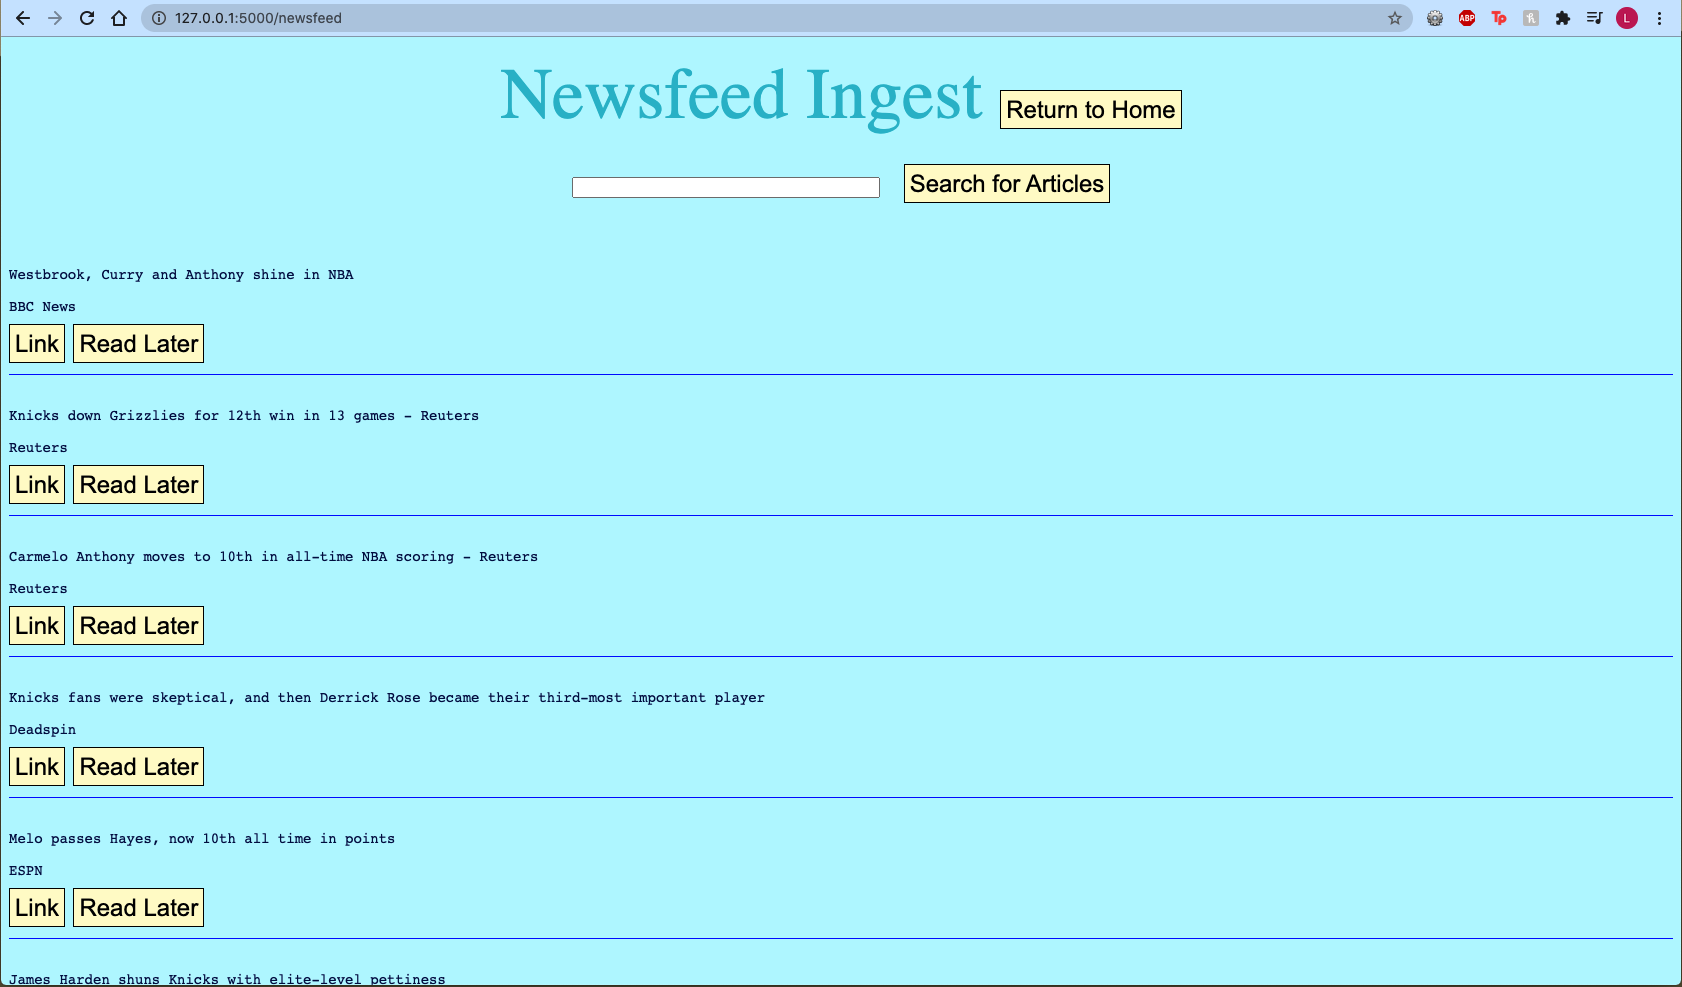 127.0.0.1:5000/newsfeed
ABP
Tp
L
Newsfeed Ingest Return to Home
Search for Articles
Westbrook, Curry and Anthony shine in NBA
BBC News
Link Read Later
Knicks down Grizzlies for 12th win in 13 games - Reuters
Reuters
Link Read Later
Carmelo Anthony moves to 10th in all-time NBA scoring - Reuters
Reuters
Link Read Later
Knicks fans were skeptical, and then Derrick Rose became their third-most important player
Deadspin
Link Read Later
Melo passes Hayes, now 10th all time in points
ESPN
Link Read Later
James Harden shuns Knicks with elite-level pettiness